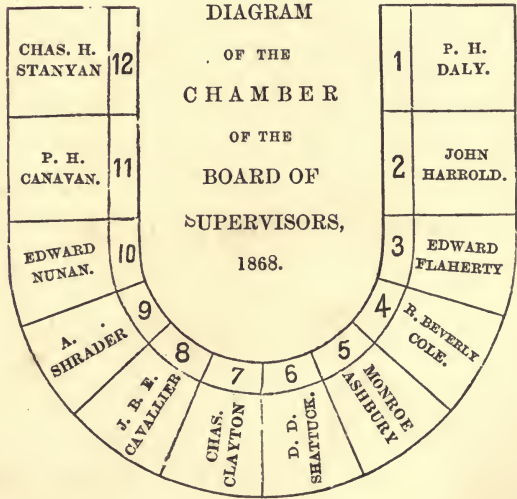 DIAGRAM
OF THE
CHAMBER
OF THE
BOARD OF
SUPERVISORS,
1868.
1
P. H.
DALY.
2
JOHN
HARROLD.
3
EDWARD
FLAHERTY
4
R. BEVERLY
COLE.
5
MONROE
ASHBURY
6
D. D.
SHATTUCK.
7
CHAS.
CLAYTON
8
J. B. E.
CAVALLIER
9
A.
SHRADER
10
EDWARD
NUNAN.
11
P. H.
CANAVAN.
12
CHAS. H.
STANYAN